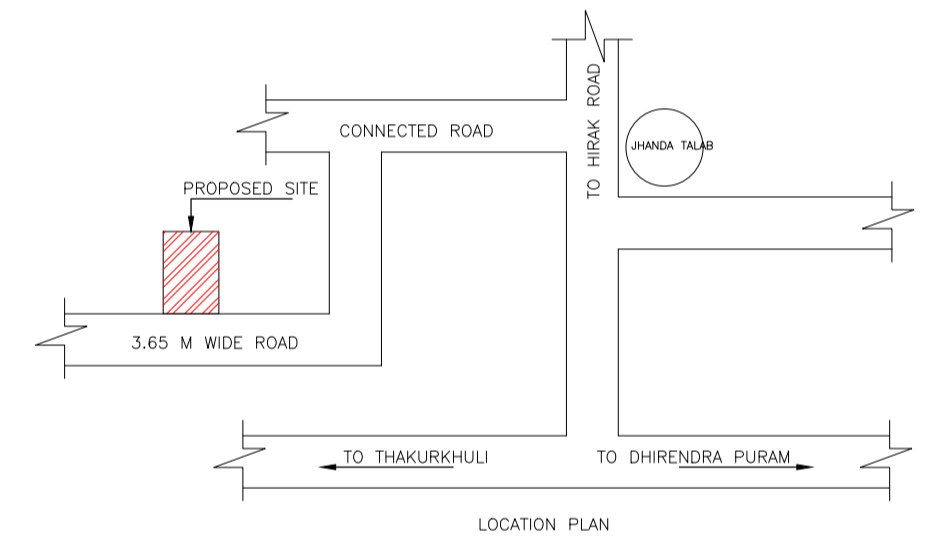 TO HIRAK ROAD
CONNECTED ROAD
JHANDA TALAB
PROPOSED SITE
3.65 M WIDE ROAD
TO THAKURKHULI
TO DHIRENDRA PURAM
LOCATION PLAN